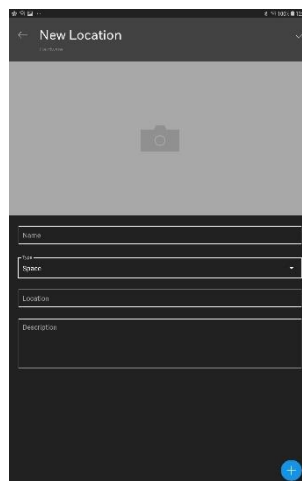 New Location
Name
Type
Space
Location
Description